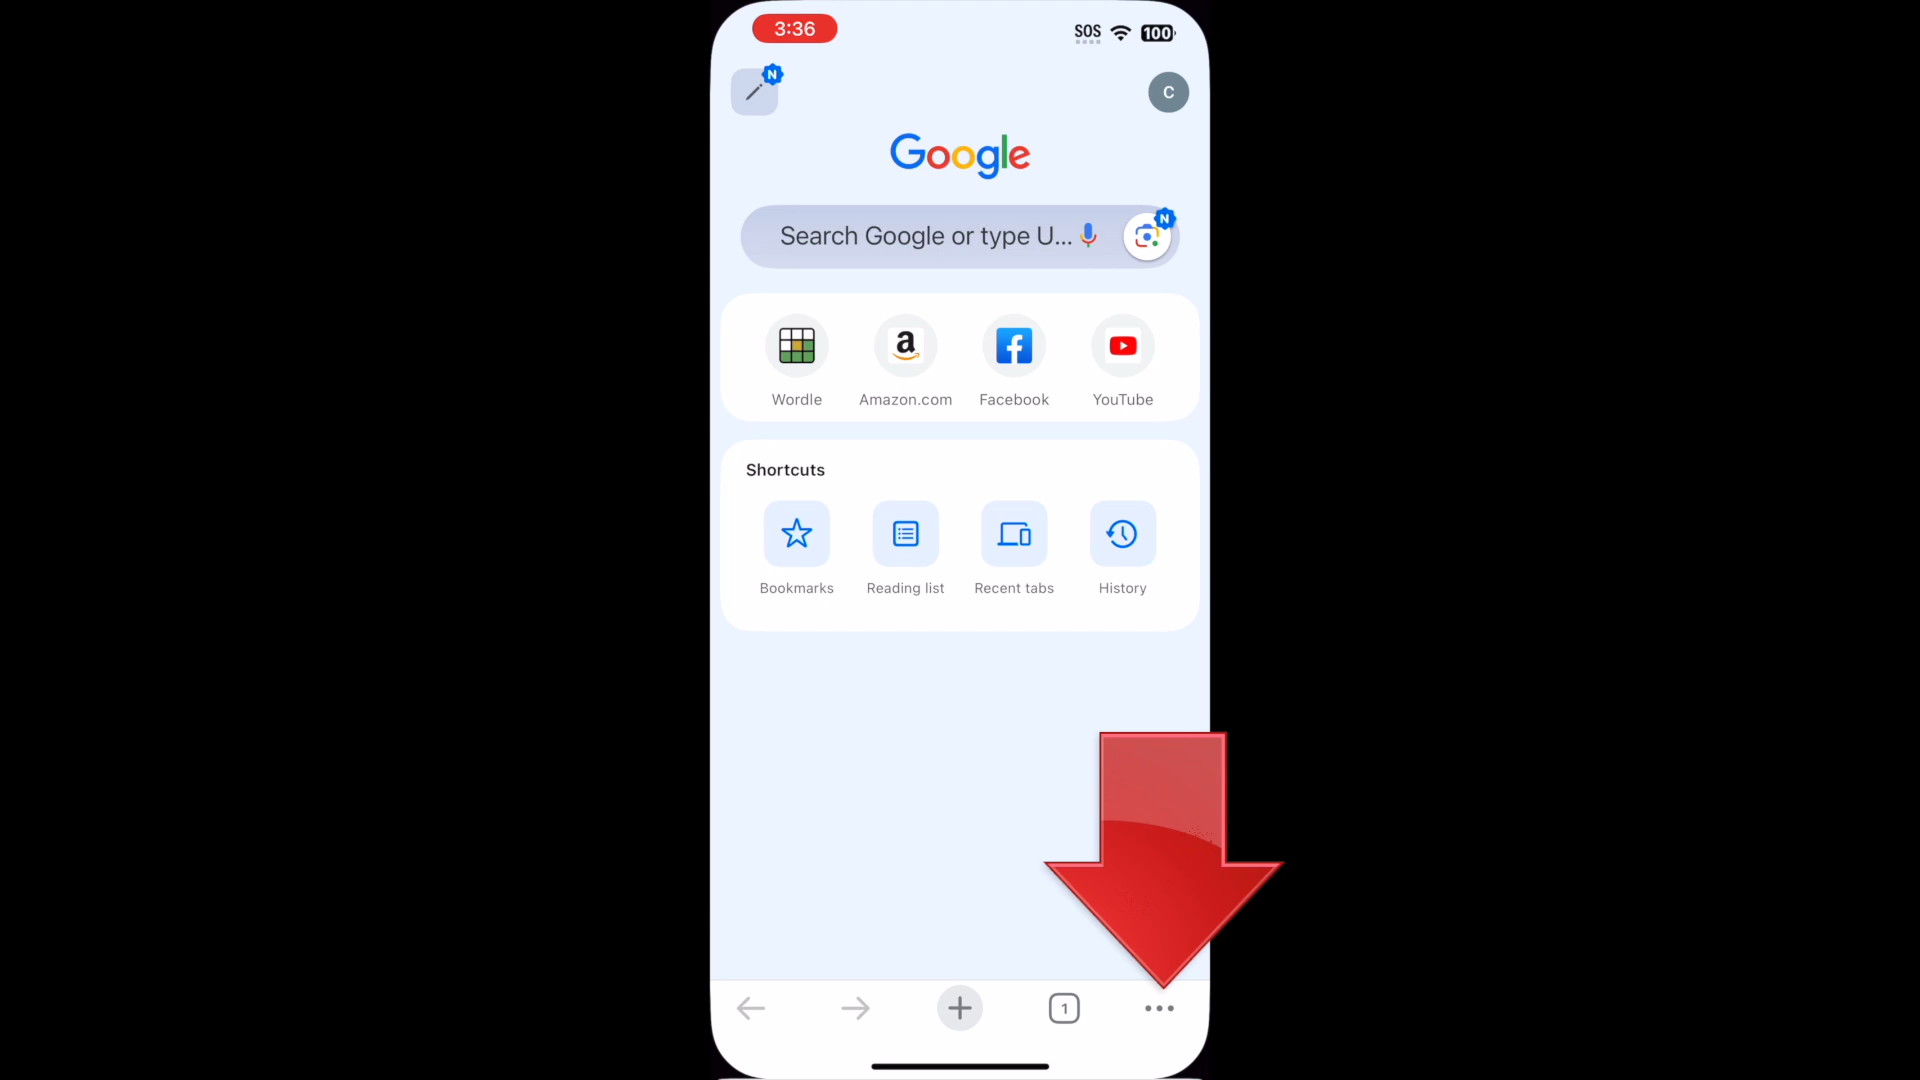 3:36
SOS
100
N
C
Google
Search Google or type U...
N
a
f
Wordle
Amazon.com
Facebook
YouTube
Shortcuts
Bookmarks
Reading list
Recent tabs
History
1